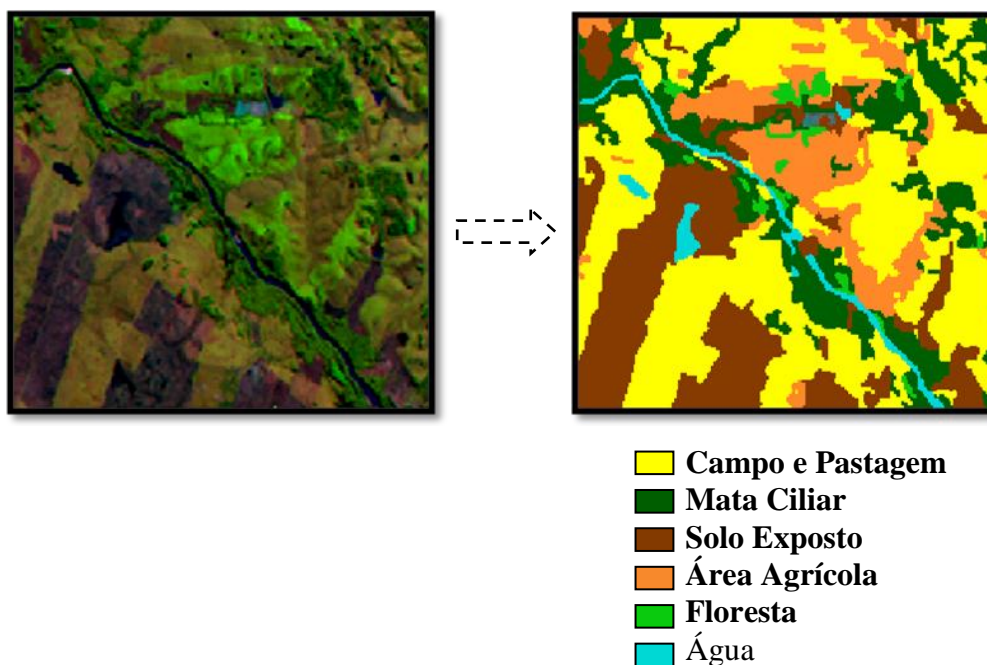 Campo e Pastagem
Mata Ciliar
Solo Exposto
Área Agrícola
Floresta
Água